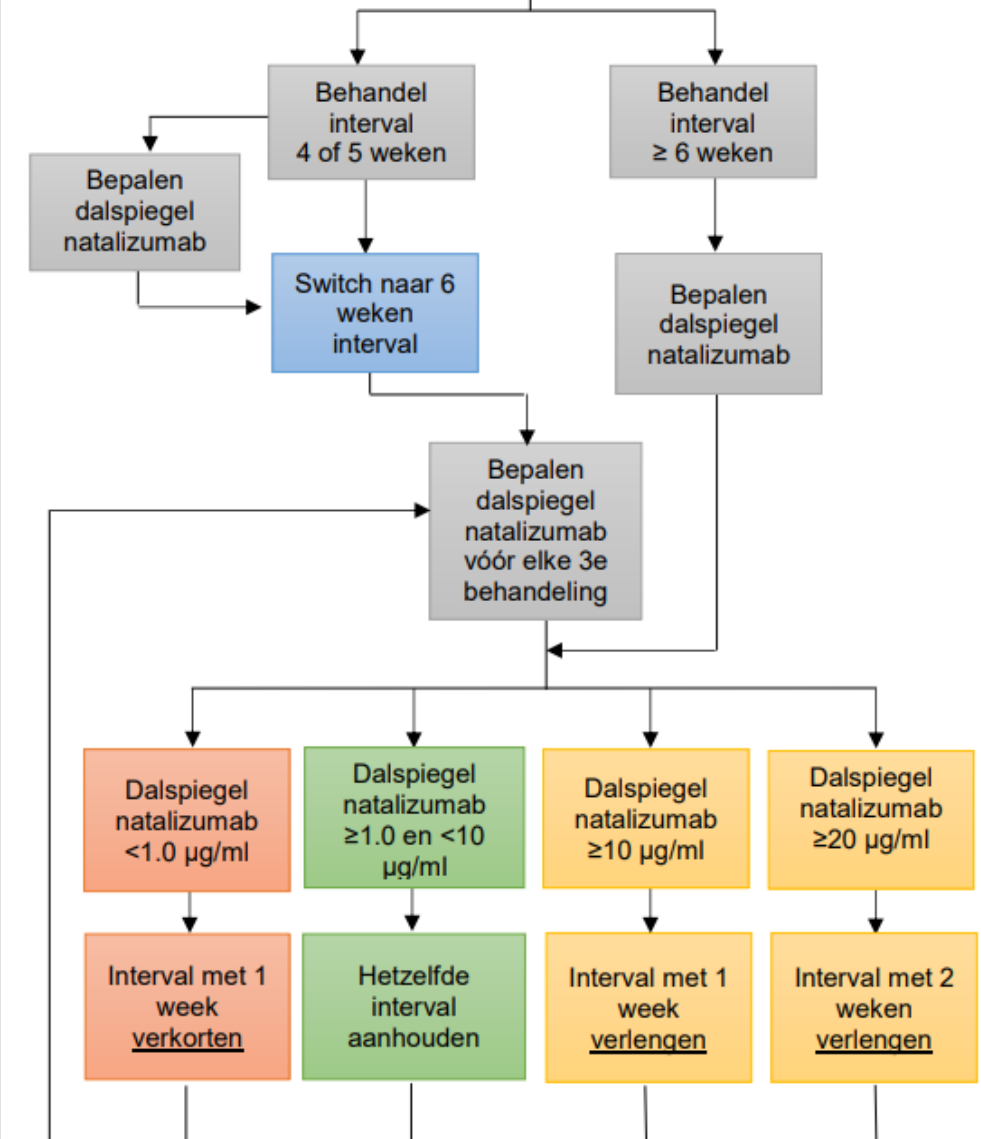 Behandel
interval
4 of 5 weken
Behandel
interval
≥ 6 weken
Bepalen
dalspiegel
natalizumab
Switch naar 6
weken
interval
Bepalen
dalspiegel
natalizumab
Bepalen
dalspiegel
natalizumab
vóór elke 3e
behandeling
Dalspiegel
natalizumab
<1.0 µg/ml
Dalspiegel
natalizumab
≥1.0 en <10
µg/ml
Dalspiegel
natalizumab
≥10 µg/ml
Dalspiegel
natalizumab
≥20 µg/ml
Interval met 1
week
verkorten
Hetzelfde
interval
aanhouden
Interval met 1
week
verlengen
Interval met 2
weken
verlengen